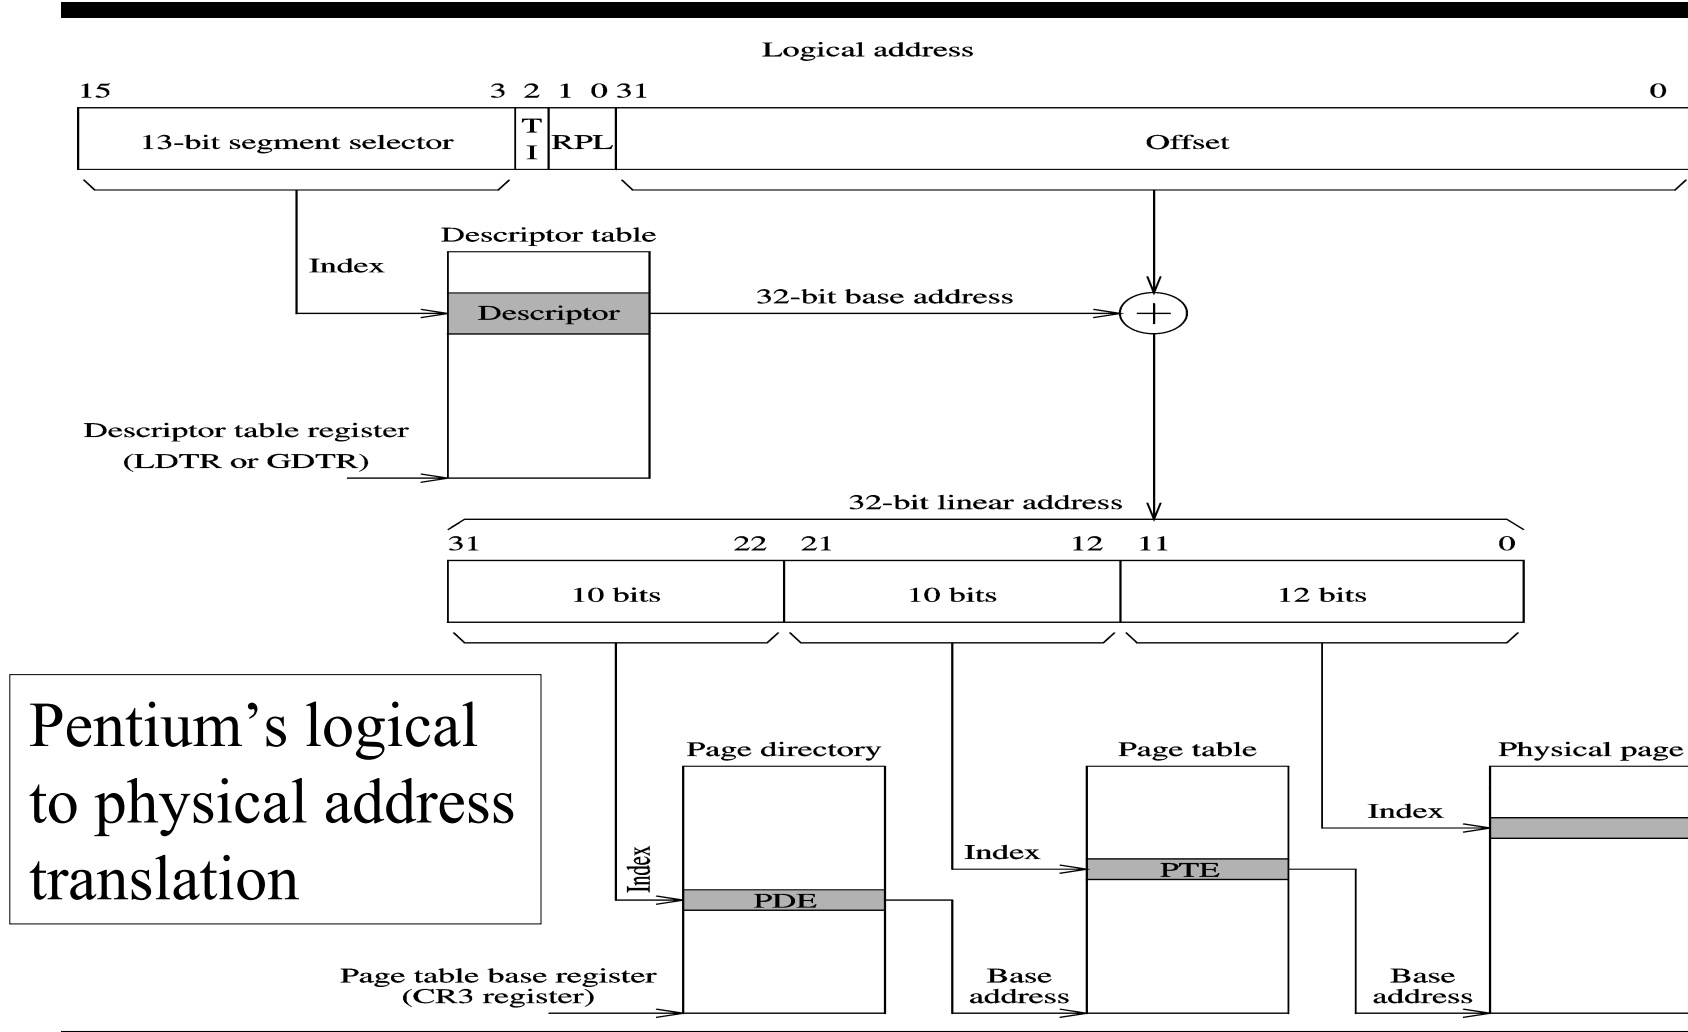 Logical address
15 3 2 1 0 31 0
13-bit segment selector T I RPL Offset
Descriptor table
Index
32-bit base address
Descriptor
+
Descriptor table register
(LDTR or GDTR)
32-bit linear address
31 22 21 12 11 0
10 bits 10 bits 12 bits
Pentium’s logical
to physical address
translation
Page directory Page table Physical page
Index
Index
Index
PTE
PDE
Page table base register
(CR3 register)
Base
address
Base
address